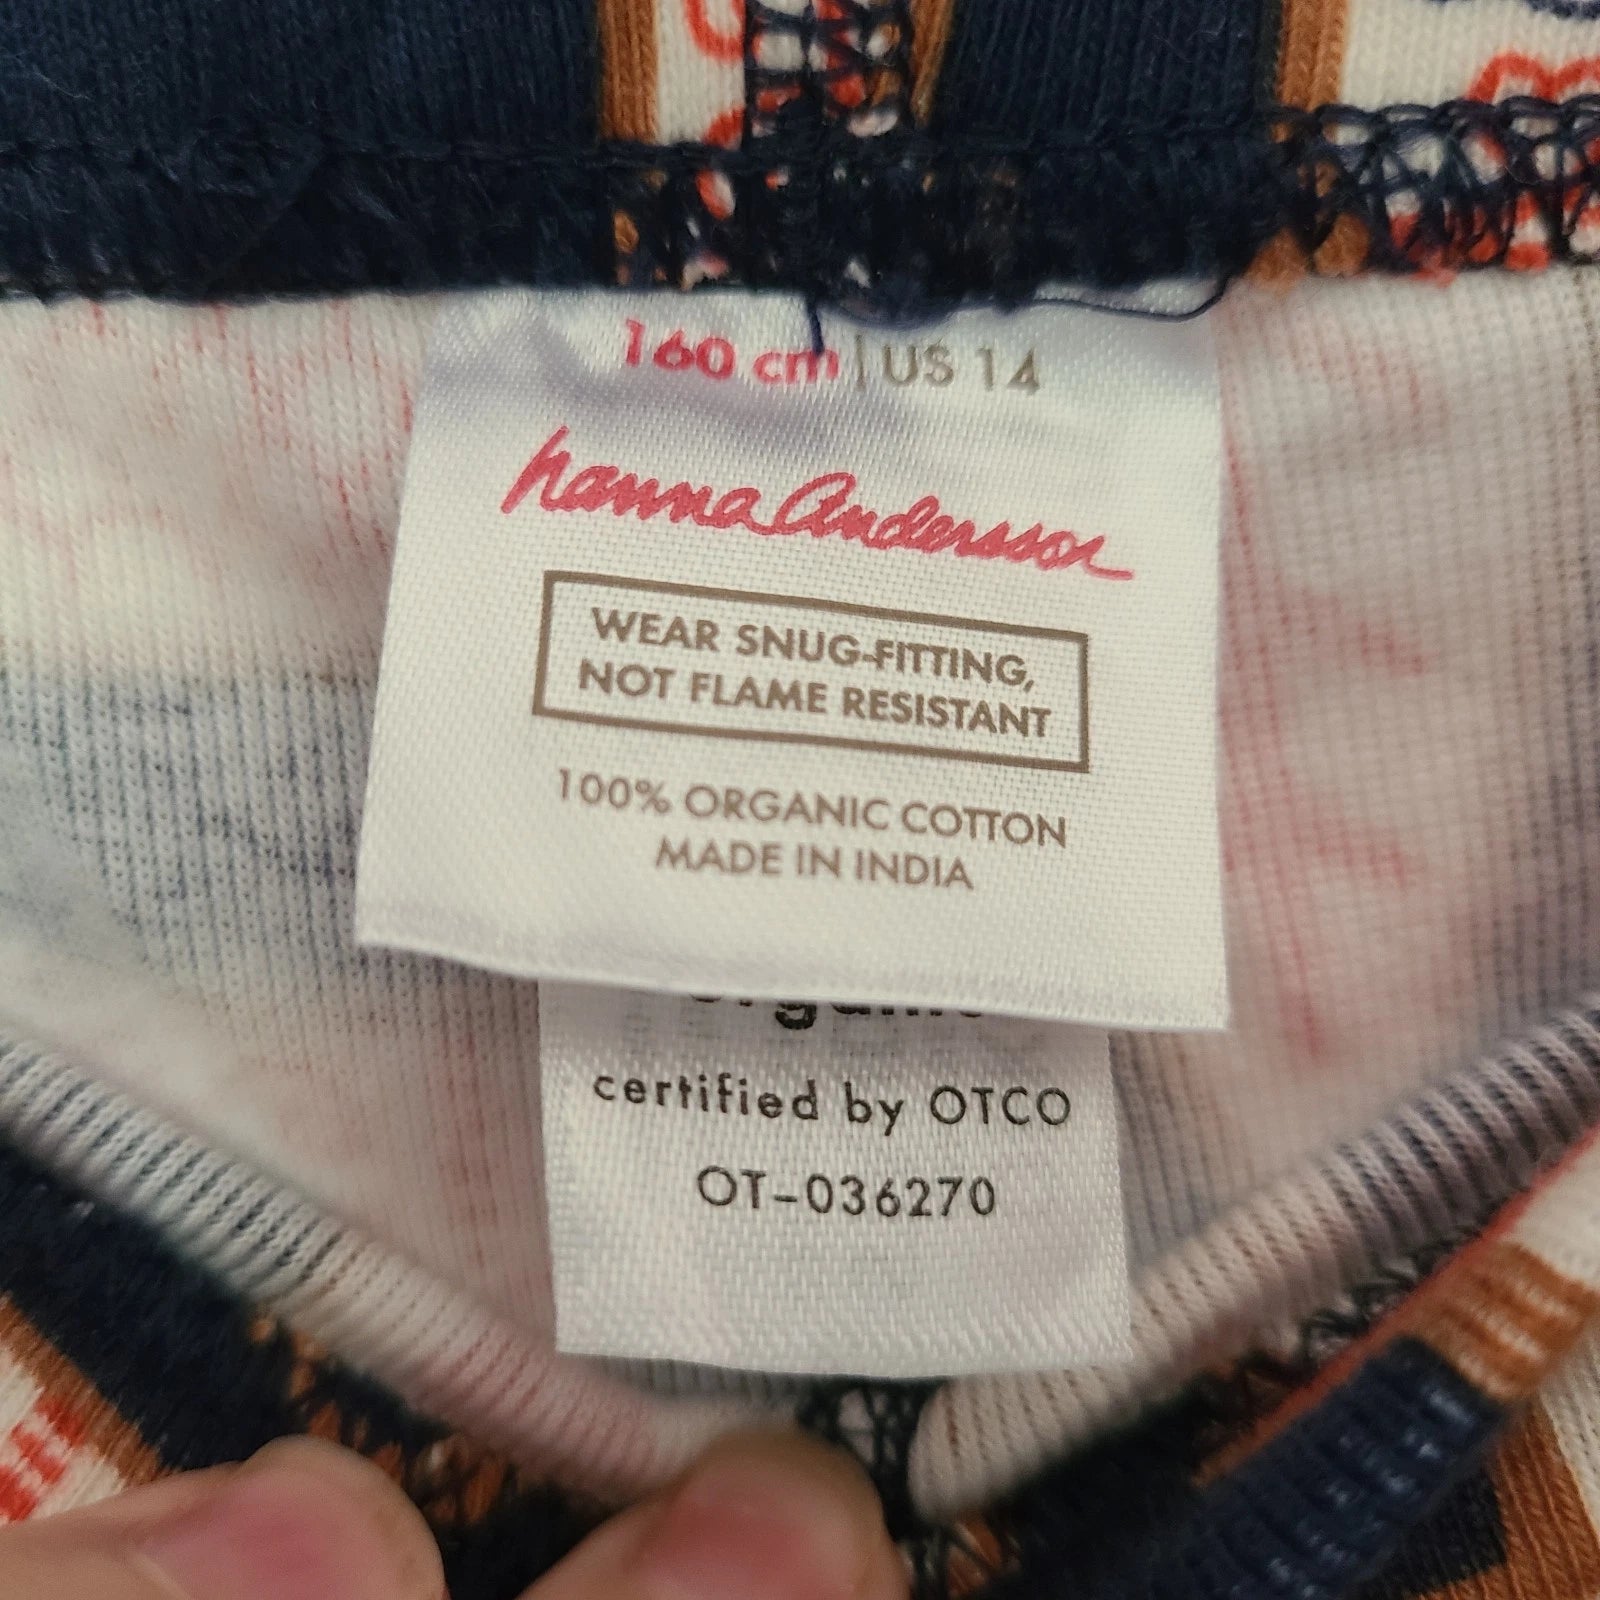 160 cm | US 14
hanna Andersson
WEAR SNUG-FITTING,
NOT FLAME RESISTANT
100% ORGANIC COTTON
MADE IN INDIA
organic
certified by OTCO
OT-036270